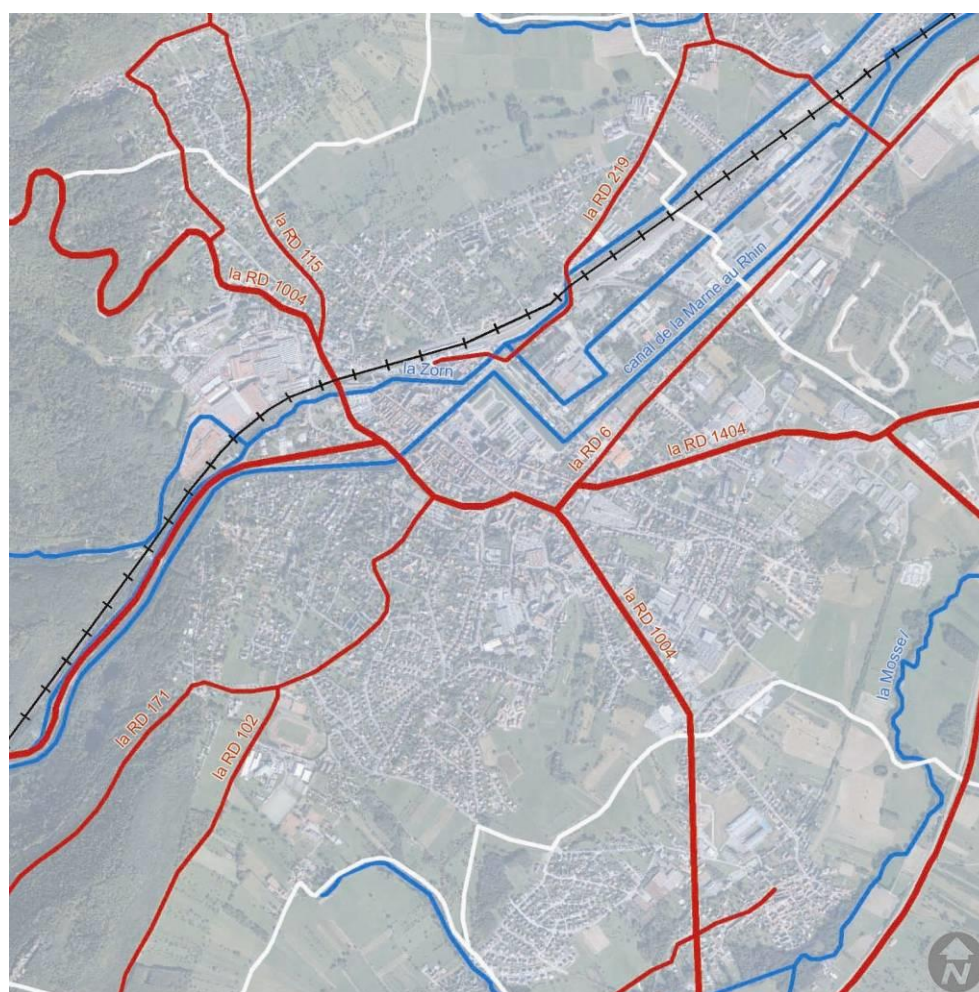 la RD 219
la RD 115
la RD 1004
canal de la Marne au Rhin
la Zorn
la RD 6
la RD 1404
la RD 1004
la Mossel
la RD 171
la RD 102
N